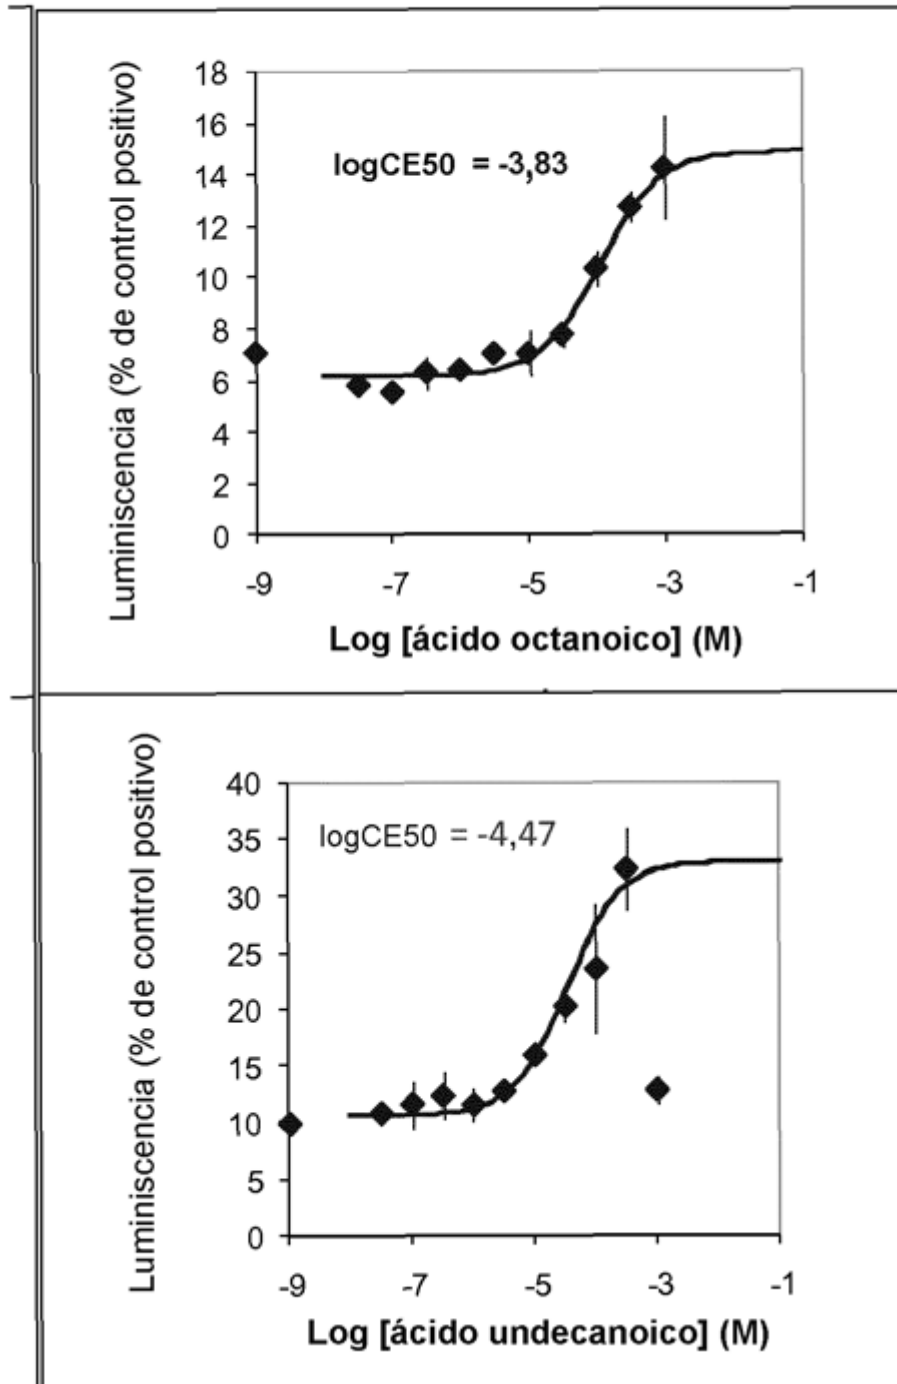 Luminiscencia (% de control positivo)
18
16
14
12
10
8
6
4
2
0
logCE50 = -3,83
-9 -7 -5 -3 -1
Log [ácido octanoico] (M)
Luminiscencia (% de control positivo)
40
35
30
25
20
15
10
5
0
logCE50 = -4,47
-9 -7 -5 -3 -1
Log [ácido undecanoico] (M)